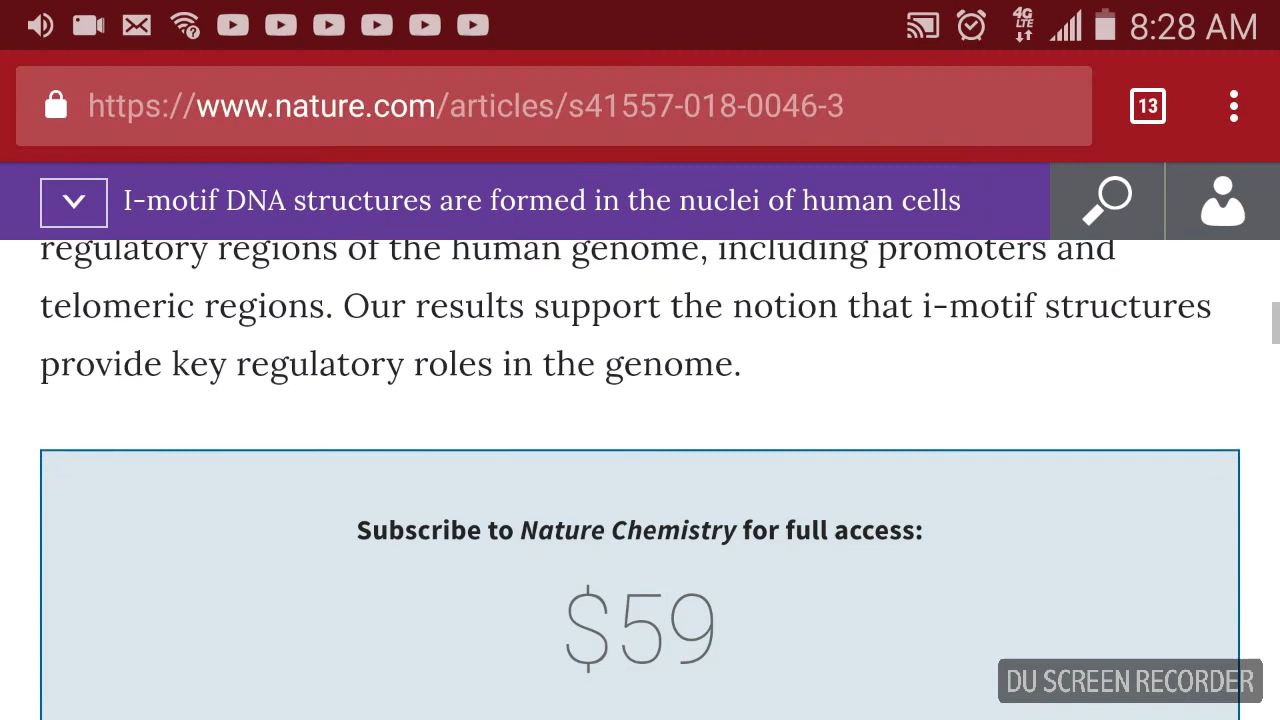 8:28 AM
4G
LTE
https://www.nature.com/articles/s41557-018-0046-3
13
I-motif DNA structures are formed in the nuclei of human cells
regulatory regions of the human genome, including promoters and
telomeric regions. Our results support the notion that i-motif structures
provide key regulatory roles in the genome.
Subscribe to Nature Chemistry for full access:
$59
DU SCREEN RECORDER